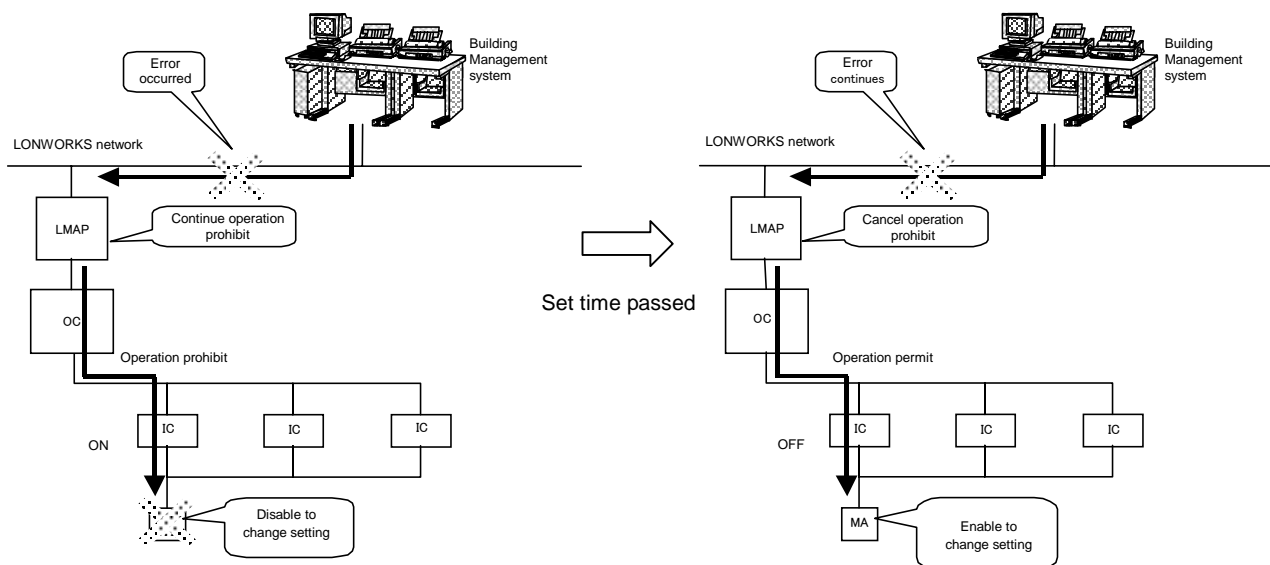 Error
occurred
Building
Management
system
LONWORKS network
LMAP
Continue operation
prohibit
OC
Operation prohibit
ON
IC
IC
IC
Disable to
change setting
Set time passed
Error
continues
Building
Management
system
LONWORKS network
LMAP
Cancel operation
prohibit
OC
Operation permit
OFF
IC
IC
IC
MA
Enable to
change setting